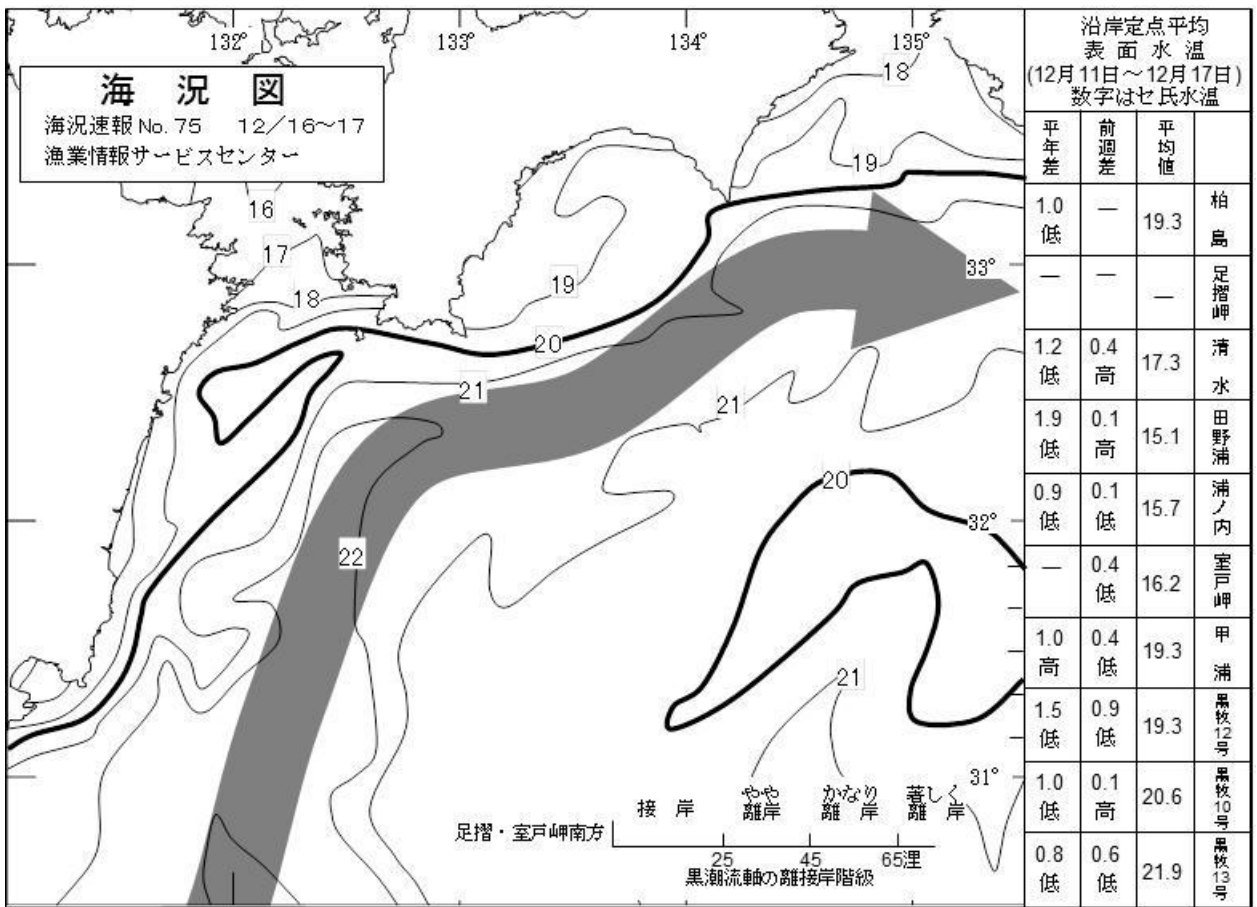 132°
133°
134°
135°
海況図
海況速報No.75 12/16～17
漁業情報サービスセンター
18
19
16
17
18
19
33°
20
21
21
20
22
32°
21
31°
接岸
やや離岸
かなり離岸
著しく離岸
足摺・室戸岬南方
25 45 65浬
黒潮流軸の離接岸階級
沿岸定点平均
表面水温
(12月11日～12月17日)
数字はセ氏水温
平年差 前週差 平均値
1.0低 — 19.3 柏島
— — — 足摺岬
1.2低 0.4高 17.3 清水
1.9低 0.1高 15.1 田野浦
0.9低 0.1低 15.7 浦ノ内
— 0.4低 16.2 室戸岬
1.0高 0.4低 19.3 甲浦
1.5低 0.9低 19.3 黒牧12号
1.0低 0.1高 20.6 黒牧10号
0.8低 0.6低 21.9 黒牧13号